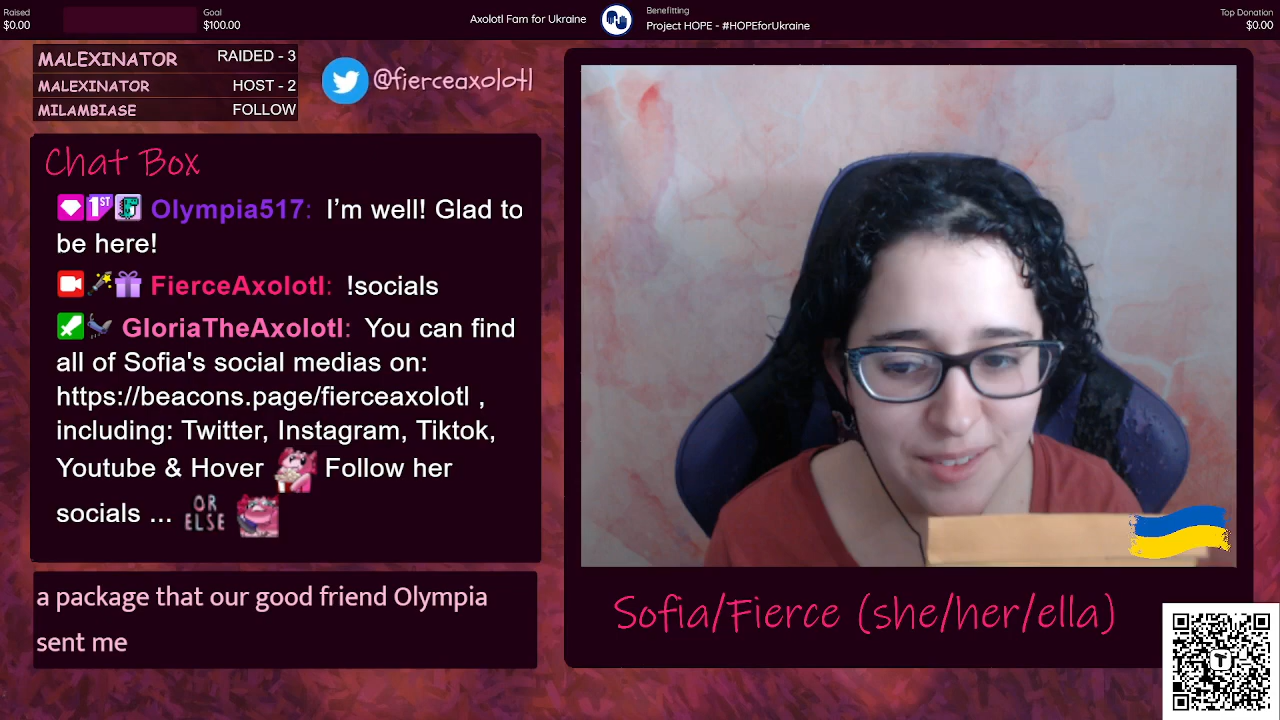 Raised
$0.00
Goal
$100.00
Axolotl Fam for Ukraine
Benefitting
Project HOPE - #HOPEforUkraine
Top Donation
$0.00
MALEXINATOR RAIDED - 3
MALEXINATOR HOST - 2
MILAMBIASE FOLLOW
@fierceaxolotl
Chat Box
1ST Olympia517: I'm well! Glad to
be here!
FierceAxolotl: !socials
GloriaTheAxolotl: You can find
all of Sofia's social medias on:
https://beacons.page/fierceaxolotl ,
including: Twitter, Instagram, Tiktok,
Youtube & Hover Follow her
socials ... OR
ELSE
a package that our good friend Olympia
sent me
Sofia/Fierce (she/her/ella)
T